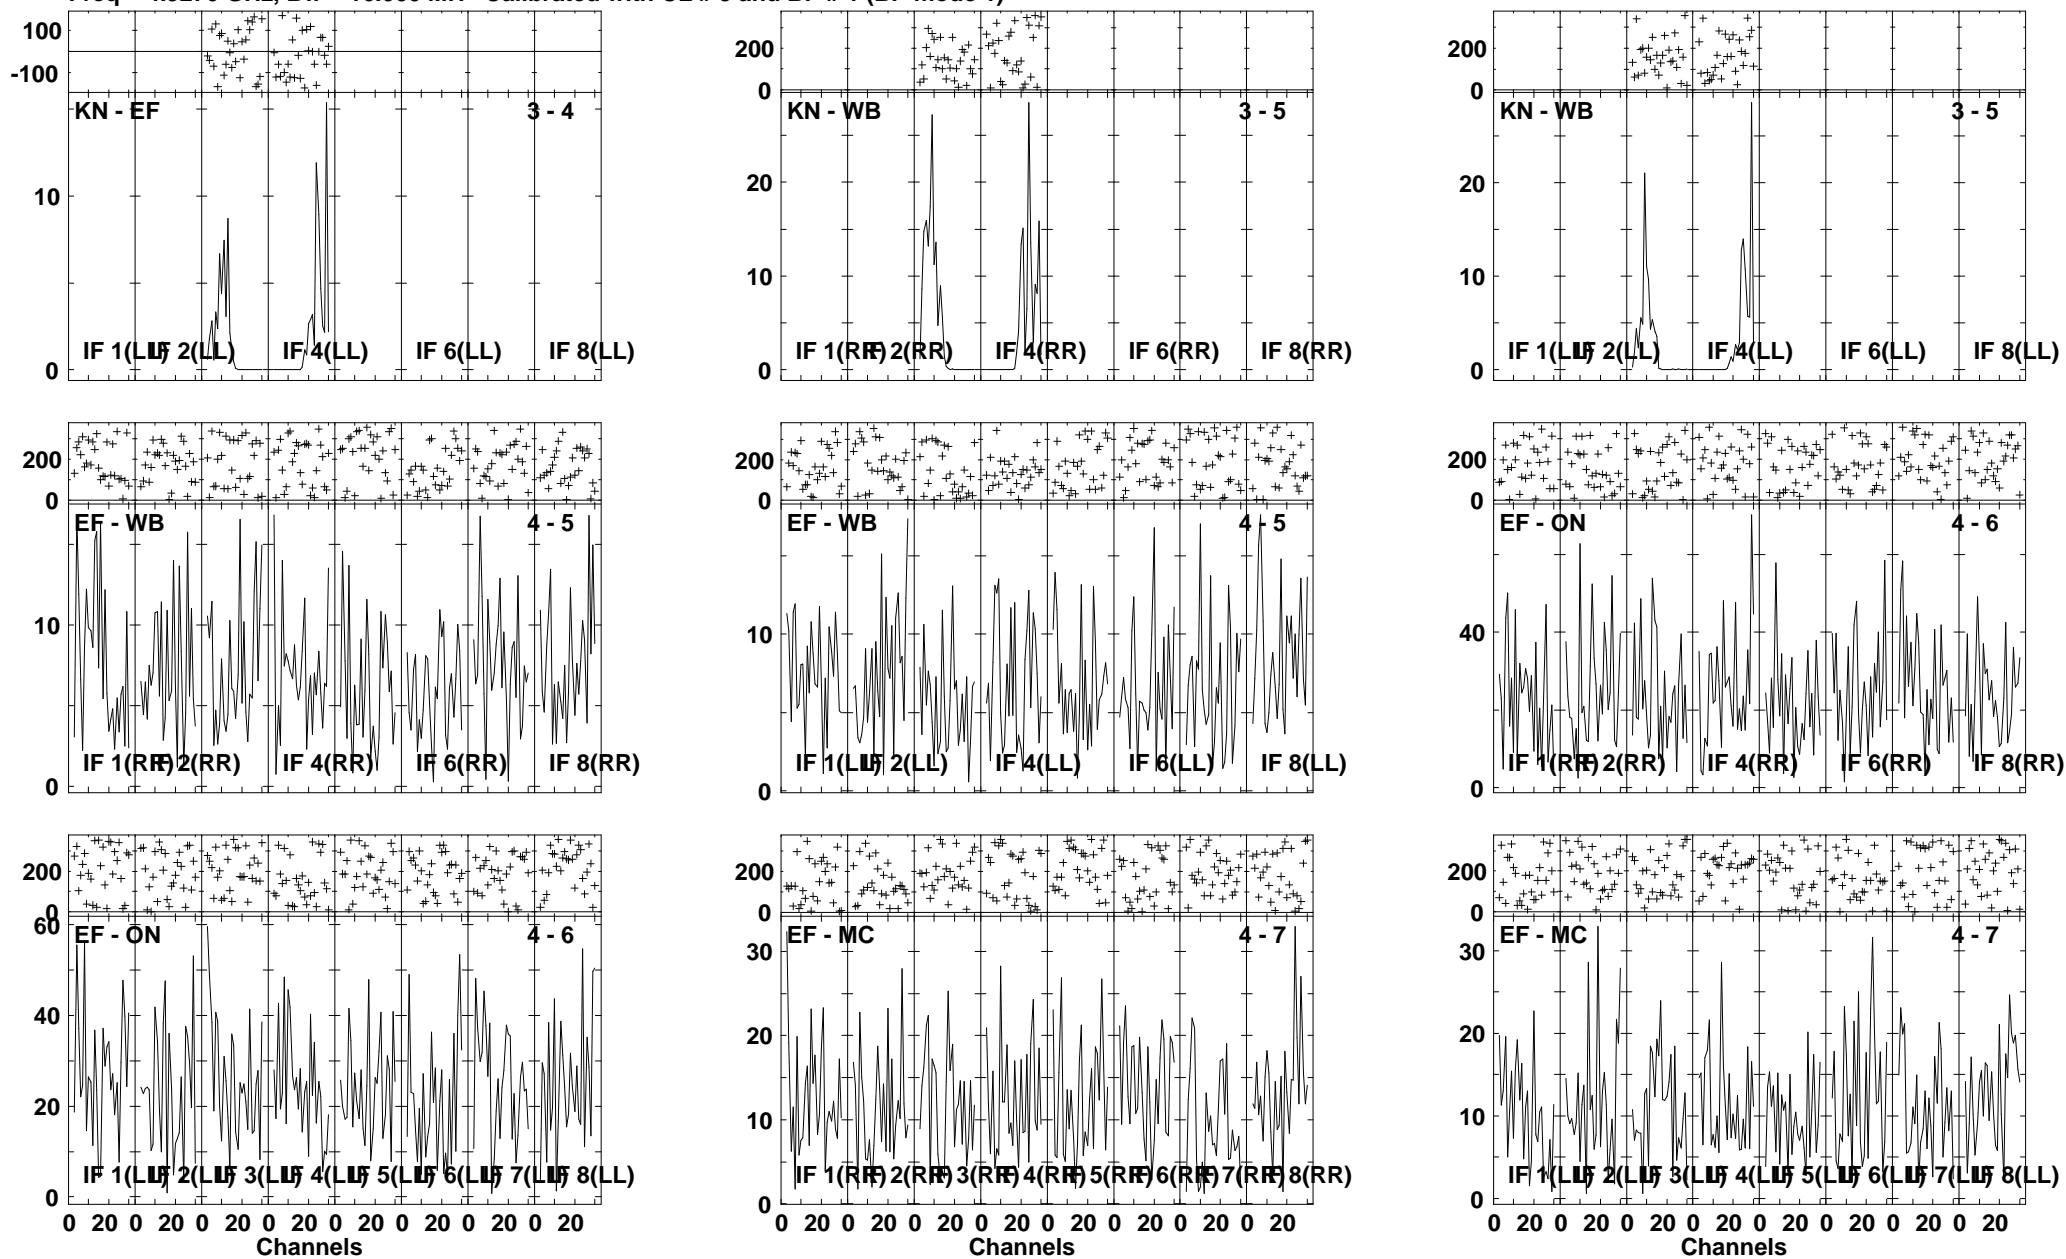 100
-100
KN - EF 3 - 4
10
0
IF 1(LL) IF 2(LL) IF 4(LL) IF 6(LL) IF 8(LL)
200
0
KN - WB 3 - 5
20
10
0
IF 1(RR) IF 2(RR) IF 4(RR) IF 6(RR) IF 8(RR)
200
0
KN - WB 3 - 5
20
10
0
IF 1(LL) IF 2(LL) IF 4(LL) IF 6(LL) IF 8(LL)
200
0
EF - WB 4 - 5
10
0
IF 1(RR) IF 2(RR) IF 4(RR) IF 6(RR) IF 8(RR)
200
0
EF - WB 4 - 5
10
0
IF 1(LL) IF 2(LL) IF 4(LL) IF 6(LL) IF 8(LL)
200
0
EF - ON 4 - 6
40
0
IF 1(RR) IF 2(RR) IF 4(RR) IF 6(RR) IF 8(RR)
200
0
60
EF - ON 4 - 6
40
20
0
IF 1(LL) IF 2(LL) IF 3(LL) IF 4(LL) IF 5(LL) IF 6(LL) IF 7(LL) IF 8(LL)
0 20 0 20 0 20 0 20 0 20 0 20 0 20 0 20
Channels
200
0
EF - MC 4 - 7
30
20
10
0
IF 1(RR) IF 2(RR) IF 3(RR) IF 4(RR) IF 5(RR) IF 6(RR) IF 7(RR) IF 8(RR)
0 20 0 20 0 20 0 20 0 20 0 20 0 20 0 20
Channels
200
0
EF - MC 4 - 7
30
20
10
0
IF 1(LL) IF 2(LL) IF 3(LL) IF 4(LL) IF 5(LL) IF 6(LL) IF 7(LL) IF 8(LL)
0 20 0 20 0 20 0 20 0 20 0 20 0 20 0 20
Channels